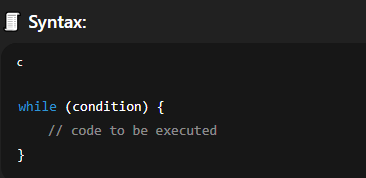 Syntax:
c
while (condition) {
    // code to be executed
}